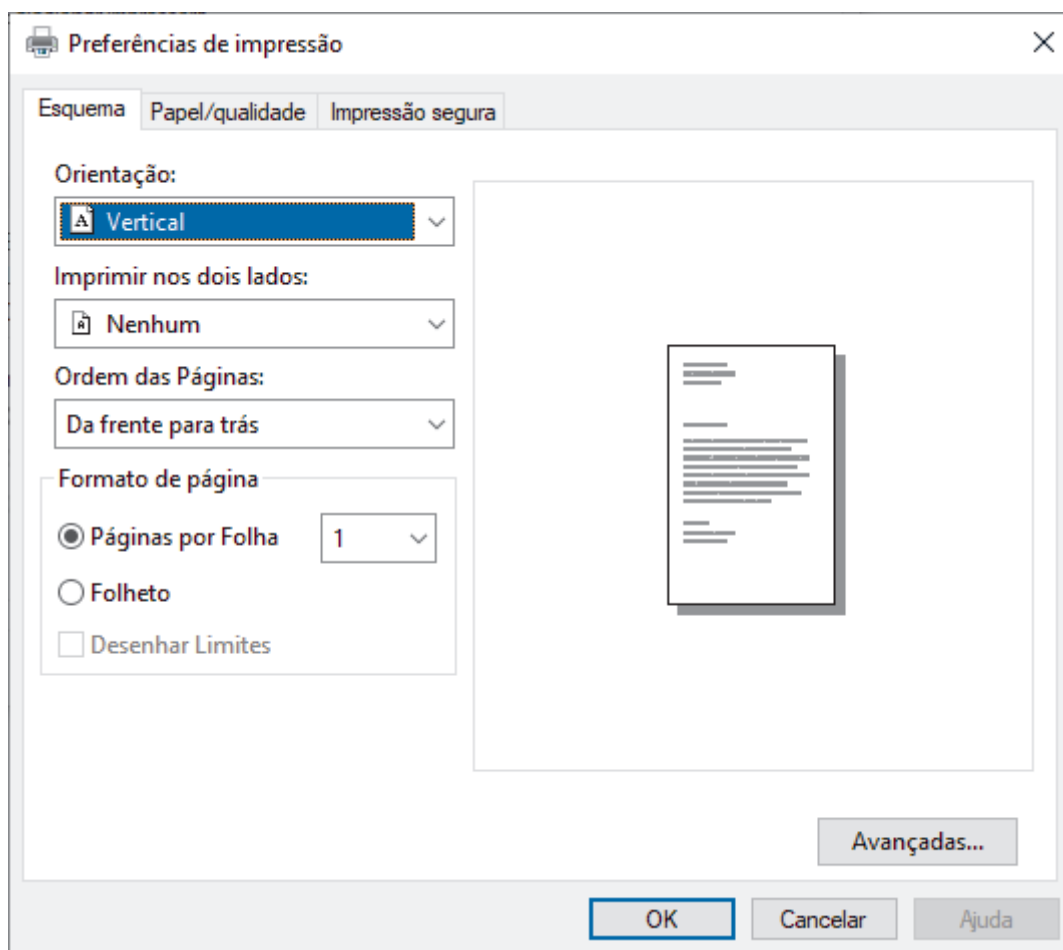 Preferências de impressão
Esquema
Papel/qualidade
Impressão segura
Orientação:
A Vertical
Imprimir nos dois lados:
A Nenhum
Ordem das Páginas:
Da frente para trás
Formato de página
Páginas por Folha 1
Folheto
Desenhar Limites
Avançadas...
OK
Cancelar
Ajuda